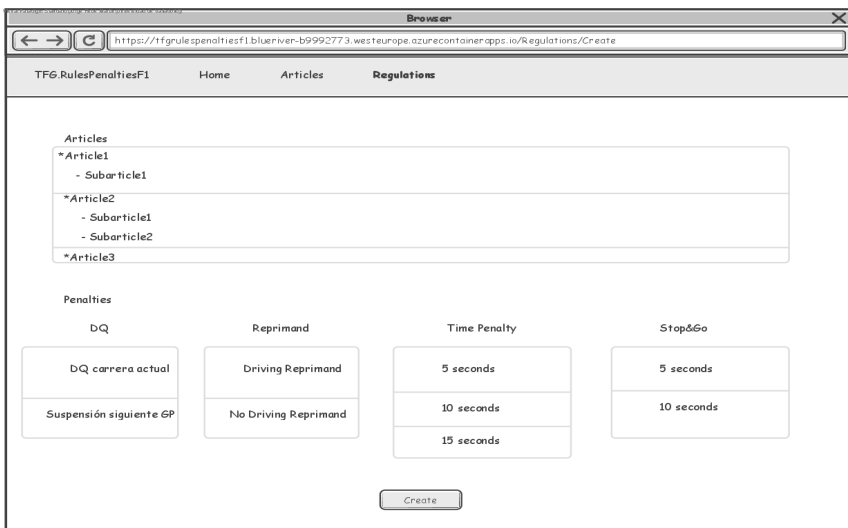 Browser
https://tfgrulespenaltiesf1.blueriver-b9992773.westeurope.azurecontainerapps.io/Regulations/Create
TFG.RulesPenaltiesF1 Home Articles Regulations
Articles
*Article1
- Subarticle1
*Article2
- Subarticle1
- Subarticle2
*Article3
Penalties
DQ Reprimand Time Penalty Stop&Go
DQ carrera actual Driving Reprimand 5 seconds 5 seconds
Suspensión siguiente GP No Driving Reprimand 10 seconds 10 seconds
15 seconds
Create